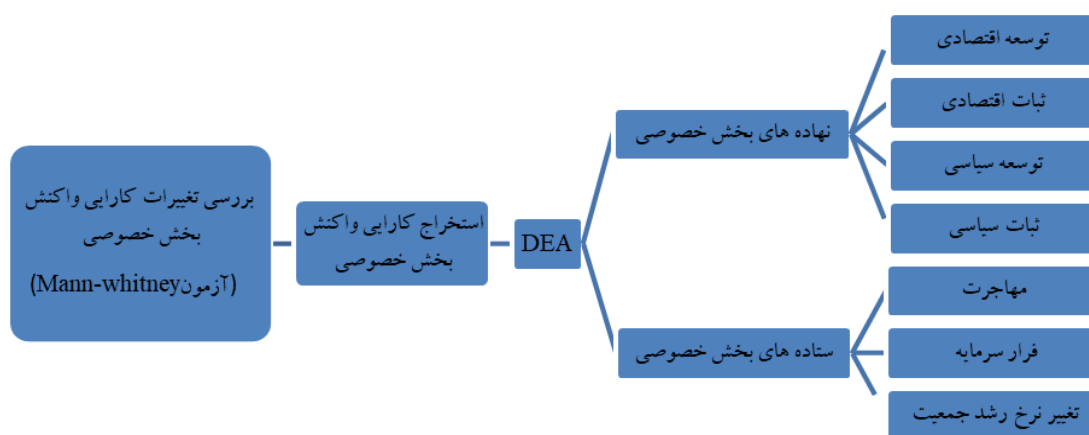 توسعه اقتصادی
ثبات اقتصادی
توسعه سیاسی
ثبات سیاسی
مهاجرت
فرار سرمایه
تغییر نرخ رشد جمعیت
نهاده های بخش خصوصی
ستاده های بخش خصوصی
DEA
استخراج کارایی واکنش
بخش خصوصی
بررسی تغییرات کارایی واکنش
بخش خصوصی
(آزمونMann-whitney)